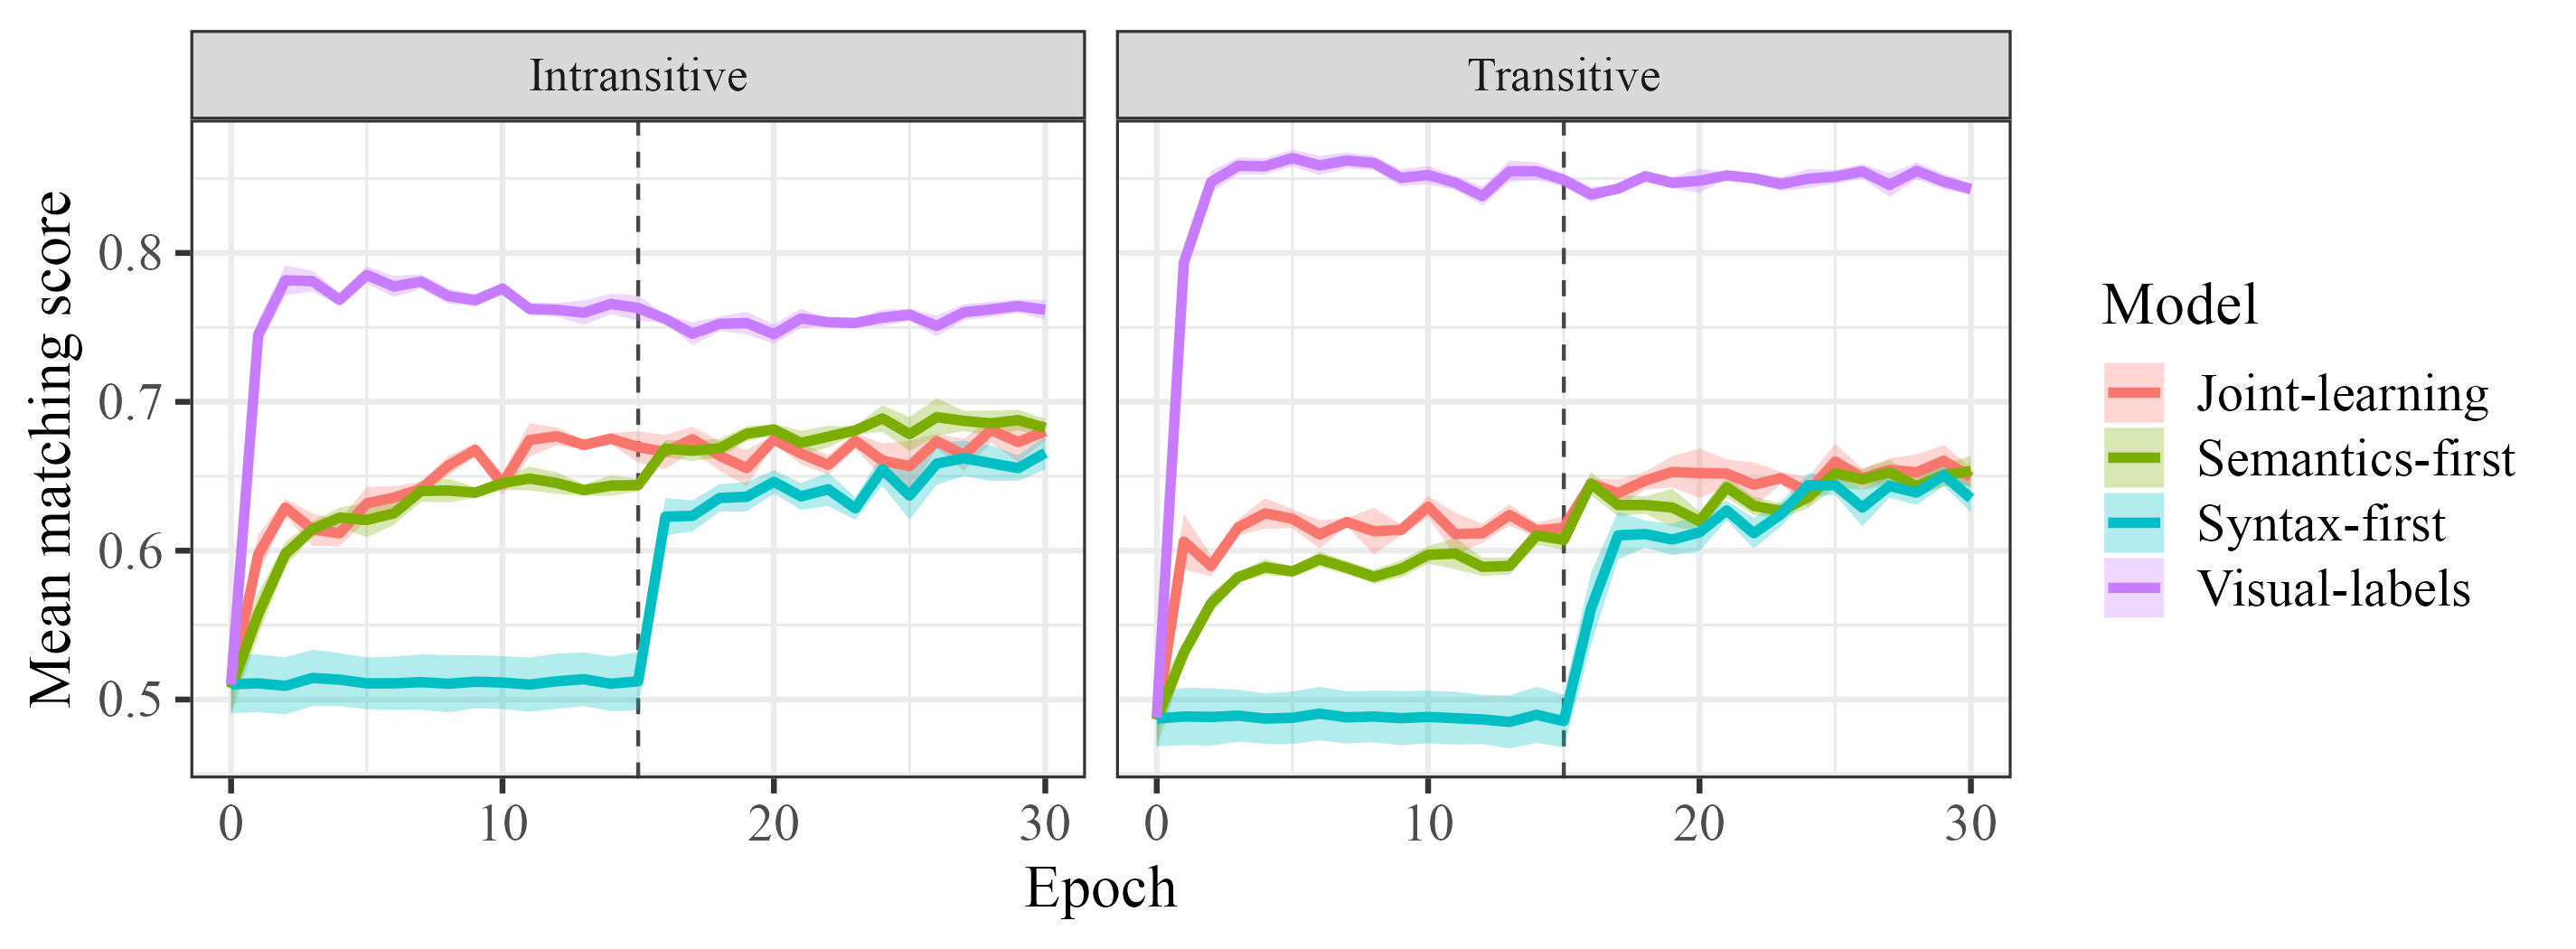 Intransitive
Transitive
Mean matching score
0.8
0.7
0.6
0.5
0 10 20 30
0 10 20 30
Epoch
Model
Joint-learning
Semantics-first
Syntax-first
Visual-labels